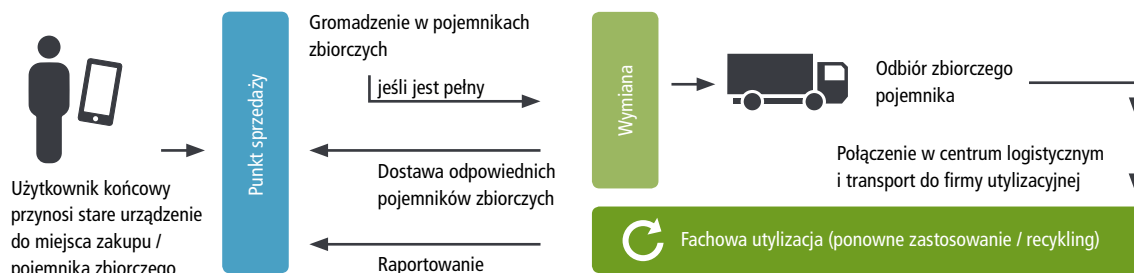 Użytkownik końcowy
przynosi stare urządzenie
do miejsca zakupu /
pojemnika zbiorczego
Punkt sprzedaży
Gromadzenie w pojemnikach
zbiorczych
jeśli jest pełny
Dostawa odpowiednich
pojemników zbiorczych
Raportowanie
Wymiana
Odbiór zbiorczego
pojemnika
Połączenie w centrum logistycznym
i transport do firmy utylizacyjnej
Fachowa utylizacja (ponowne zastosowanie / recykling)